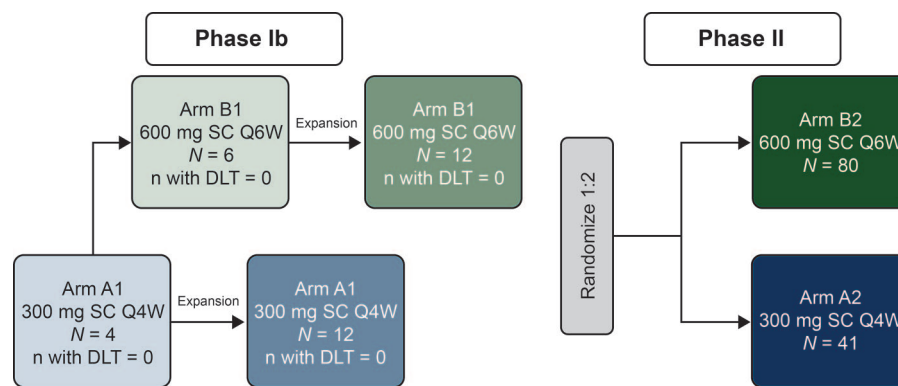 Phase Ib
Phase II
Arm B1
600 mg SC Q6W
N = 6
n with DLT = 0
Expansion
Arm B1
600 mg SC Q6W
N = 12
n with DLT = 0
Arm A1
300 mg SC Q4W
N = 4
n with DLT = 0
Expansion
Arm A1
300 mg SC Q4W
N = 12
n with DLT = 0
Randomize 1:2
Arm B2
600 mg SC Q6W
N = 80
Arm A2
300 mg SC Q4W
N = 41